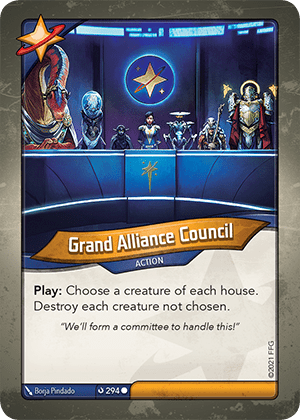 Grand Alliance Council
ACTION
Play: Choose a creature of each house.
Destroy each creature not chosen.
“We’ll form a committee to handle this!”
Borja Pindado
294
©2021 FFG